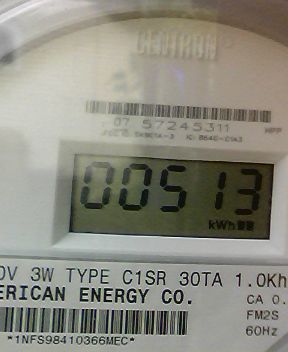 CENTRON
07 57245311
HPP
00513
kWh
0V 3W TYPE C1SR 30TA 1.0Kh
ERICAN ENERGY CO.
CA 0.
FM2S
60Hz
*1NFS98410366MEC*